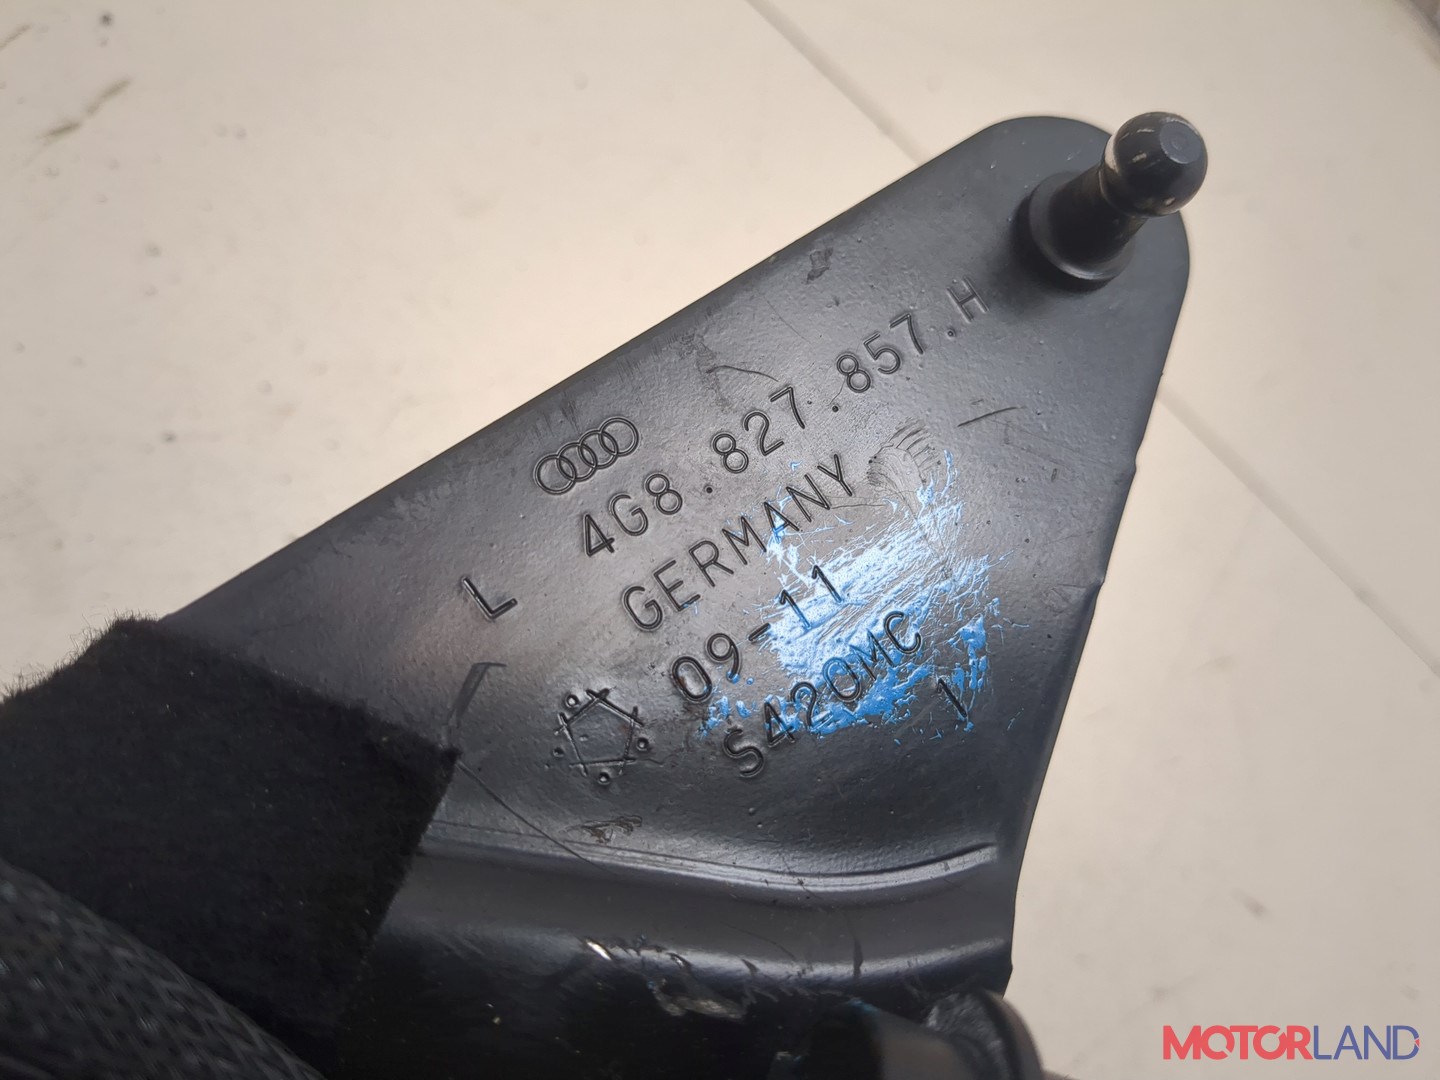 4G8.827.857.H
L
GERMANY
09-11
S420MC
1
MOTORLAND